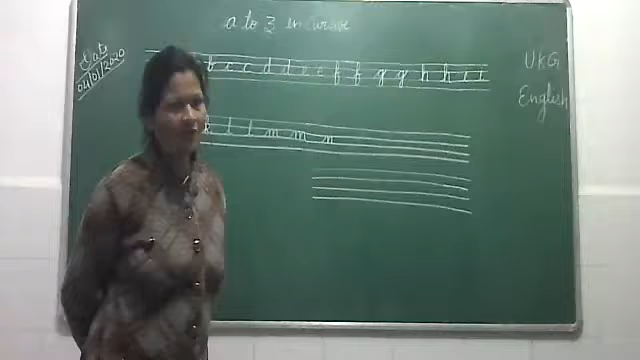 a to z in cursive
Date
04/01/2020
UKG
English
b c c d d e e f f g g h h i i
k l l m m n